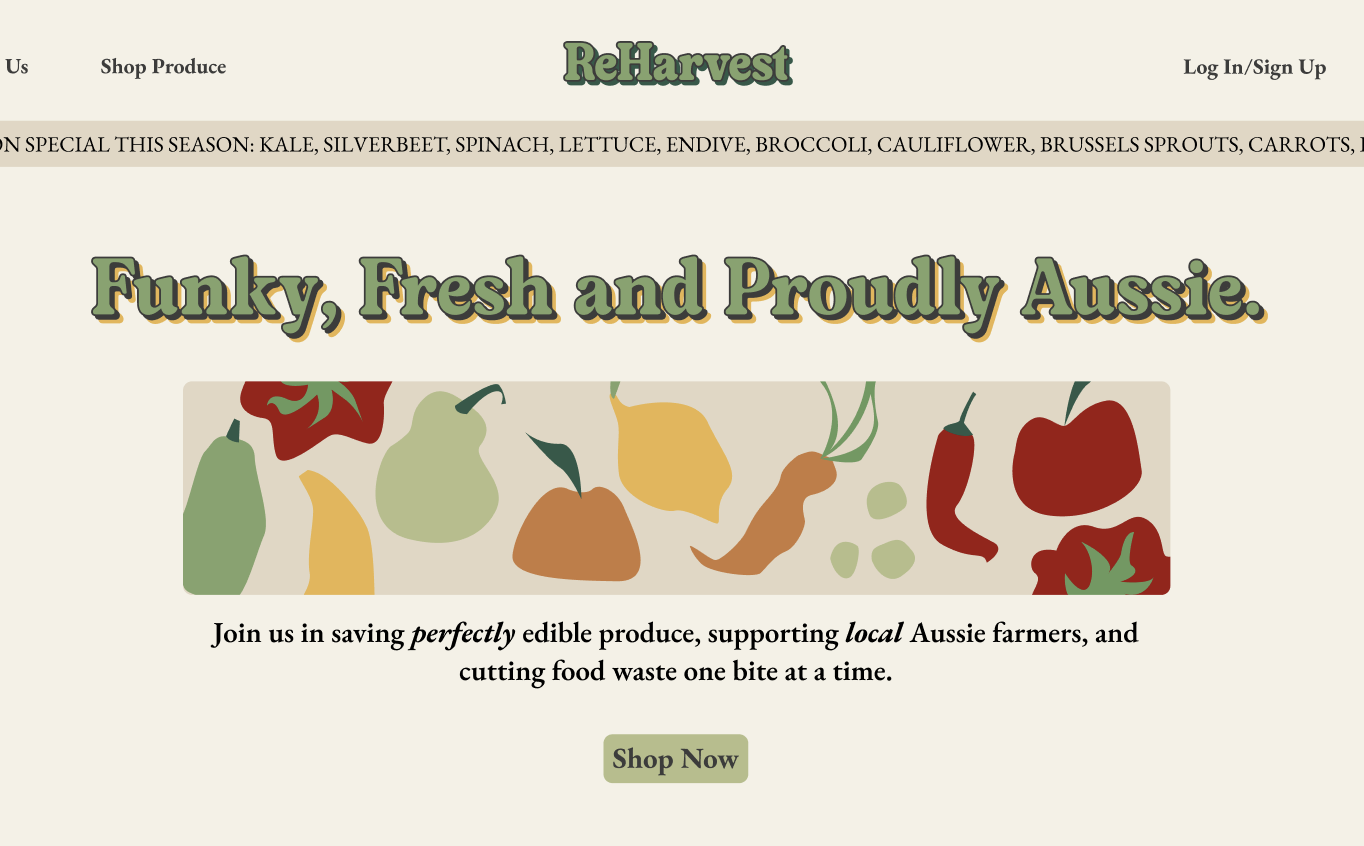 Us Shop Produce ReHarvest Log In/Sign Up
ON SPECIAL THIS SEASON: KALE, SILVERBEET, SPINACH, LETTUCE, ENDIVE, BROCCOLI, CAULIFLOWER, BRUSSELS SPROUTS, CARROTS,
Funky, Fresh and Proudly Aussie.
Join us in saving perfectly edible produce, supporting local Aussie farmers, and
cutting food waste one bite at a time.
Shop Now